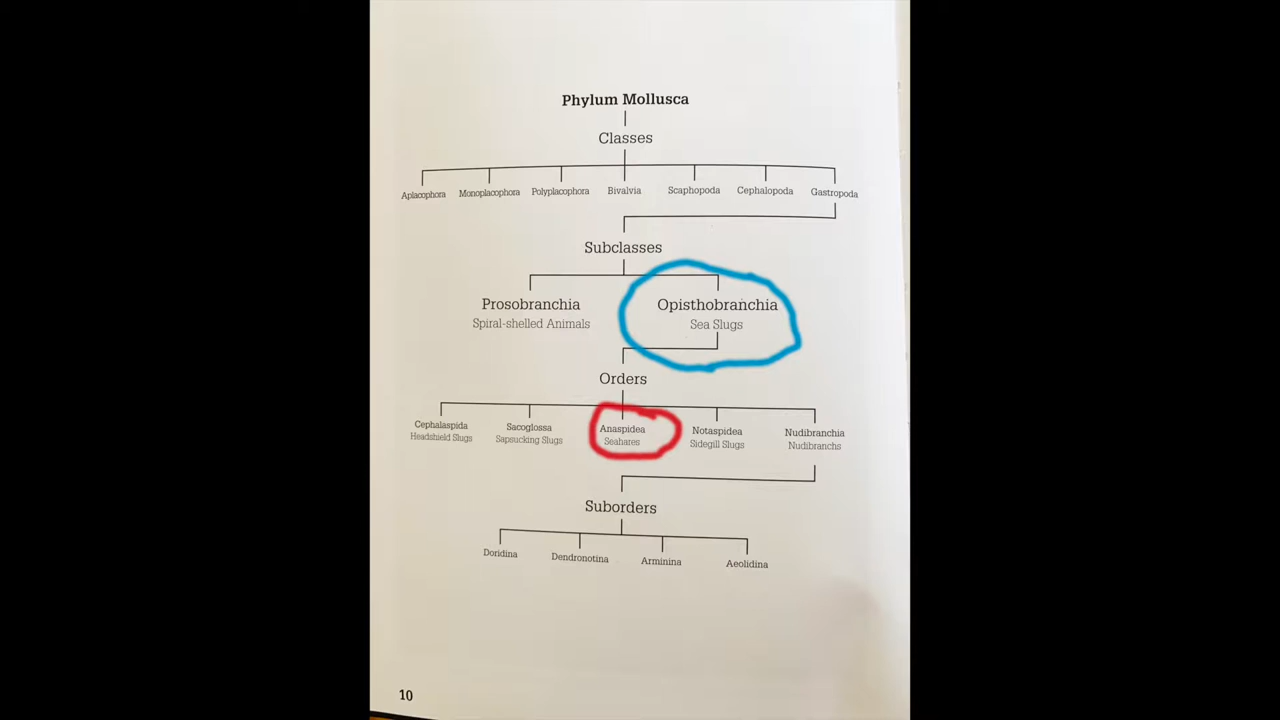 Phylum Mollusca
Classes
Aplacophora Monoplacophora Polyplacophora Bivalvia Scaphopoda Cephalopoda Gastropoda
Subclasses
Prosobranchia Opisthobranchia
Spiral-shelled Animals Sea Slugs
Orders
Cephalaspida Sacoglossa Anaspidea Notaspidea Nudibranchia
Headshield Slugs Sapsucking Slugs Seahares Sidegill Slugs Nudibranchs
Suborders
Doridina Dendronotina Arminina Aeolidina
10